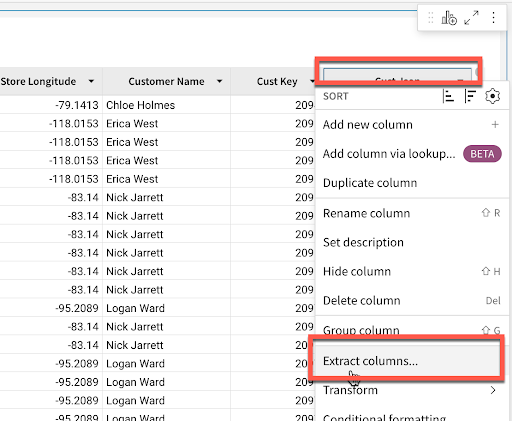 Store Longitude Customer Name Cust Key Cust Json
SORT
-79.1413 Chloe Holmes 209
Add new column +
-118.0153 Erica West 209
-118.0153 Erica West 209
Add column via lookup... BETA
-118.0153 Erica West 209
-118.0153 Erica West 209
Duplicate column
-83.14 Nick Jarrett 209
-83.14 Nick Jarrett 209
Rename column ⇧ R
-83.14 Nick Jarrett 209
Set description
-83.14 Nick Jarrett 209
-83.14 Nick Jarrett 209
Hide column ⇧ H
-83.14 Nick Jarrett 209
-95.2089 Logan Ward 209
Delete column Del
-83.14 Nick Jarrett 209
Group column ⇧ G
-83.14 Nick Jarrett 209
-95.2089 Logan Ward 209
Extract columns...
-95.2089 Logan Ward 209
Transform
-95.2089 Logan Ward 209
-95.2089 Logan Ward 209
Conditional formatting